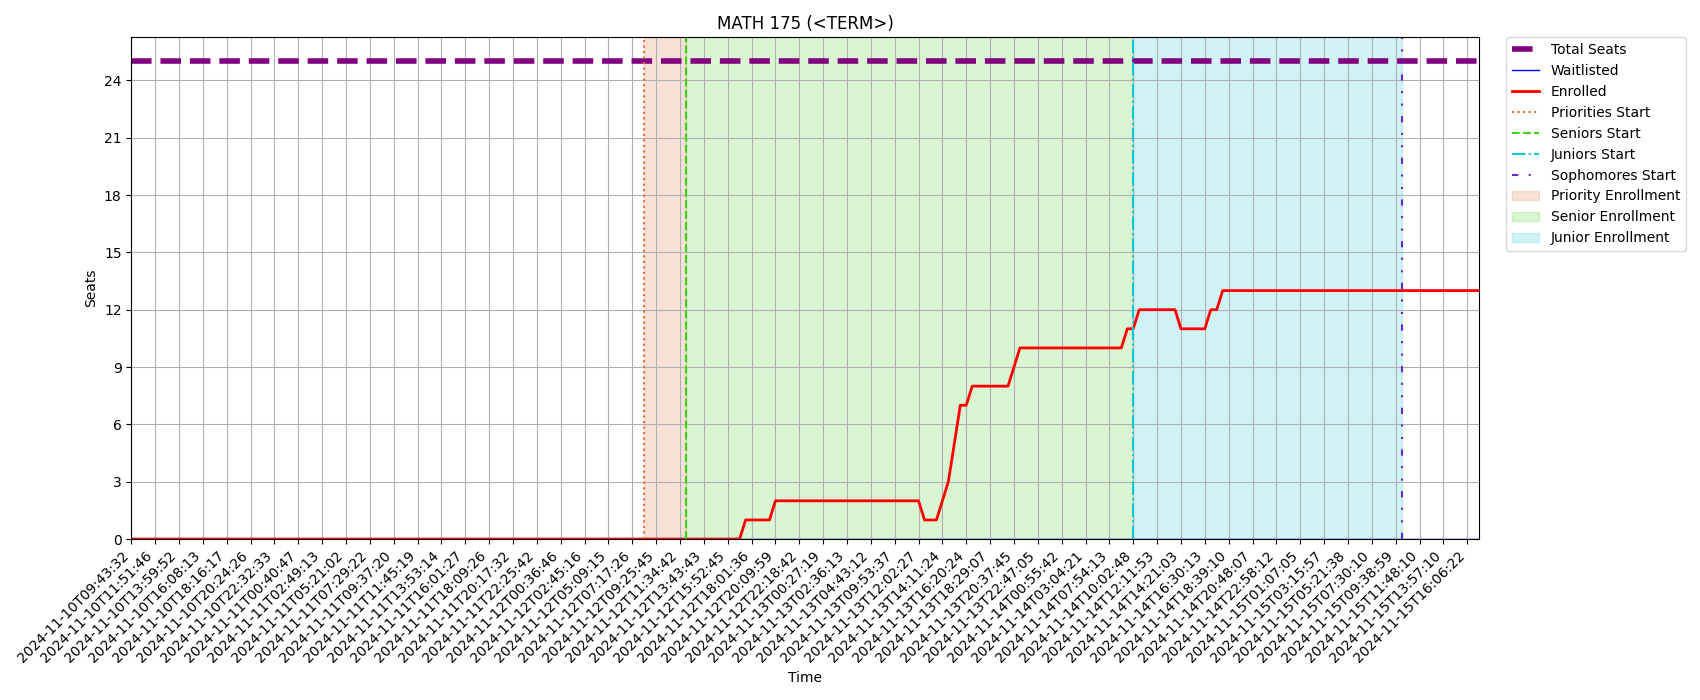 MATH 175 (<TERM>)
Total Seats
Waitlisted
Enrolled
Priorities Start
Seniors Start
Juniors Start
Sophomores Start
Priority Enrollment
Senior Enrollment
Junior Enrollment
Seats
24
21
18
15
12
9
6
3
0
2024-11-10T09:43:32
2024-11-10T11:51:46
2024-11-10T13:59:52
2024-11-10T16:08:13
2024-11-10T18:16:17
2024-11-10T20:24:26
2024-11-10T22:32:33
2024-11-11T00:40:47
2024-11-11T02:49:13
2024-11-11T05:21:02
2024-11-11T07:29:22
2024-11-11T09:37:20
2024-11-11T11:45:19
2024-11-11T13:53:14
2024-11-11T16:01:27
2024-11-11T18:09:26
2024-11-11T20:17:32
2024-11-11T22:25:42
2024-11-12T00:36:46
2024-11-12T02:45:16
2024-11-12T05:09:15
2024-11-12T07:17:26
2024-11-12T09:25:45
2024-11-12T11:34:42
2024-11-12T13:43:43
2024-11-12T15:52:45
2024-11-12T18:01:36
2024-11-12T20:09:59
2024-11-12T22:18:42
2024-11-13T00:27:19
2024-11-13T02:36:13
2024-11-13T04:43:12
2024-11-13T09:53:37
2024-11-13T12:02:27
2024-11-13T14:11:24
2024-11-13T16:20:24
2024-11-13T18:29:07
2024-11-13T20:37:45
2024-11-13T22:47:05
2024-11-14T00:55:42
2024-11-14T03:04:21
2024-11-14T07:54:13
2024-11-14T10:02:48
2024-11-14T12:11:53
2024-11-14T14:21:03
2024-11-14T16:30:13
2024-11-14T18:39:10
2024-11-14T20:48:07
2024-11-14T22:58:12
2024-11-15T01:07:05
2024-11-15T03:15:57
2024-11-15T05:21:38
2024-11-15T07:30:10
2024-11-15T09:38:59
2024-11-15T11:48:10
2024-11-15T13:57:10
2024-11-15T16:06:22
Time